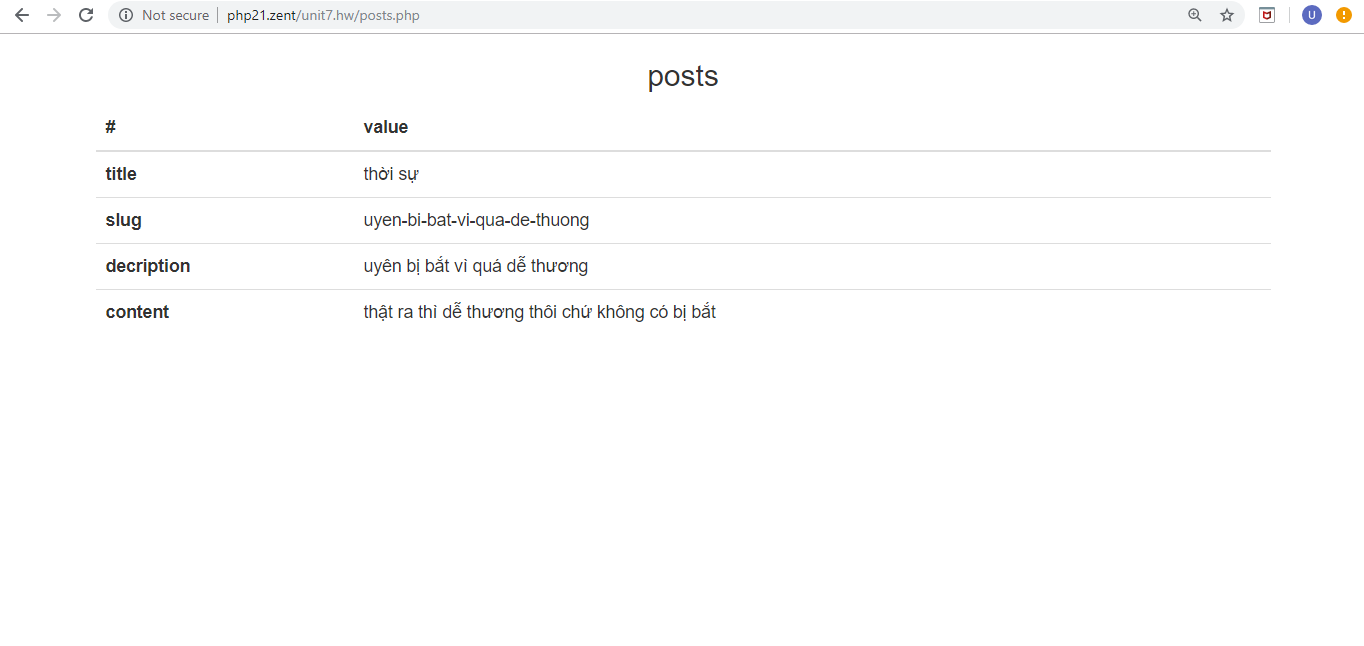 Not secure php21.zent/unit7.hw/posts.php U
posts
# value
title thời sự
slug uyen-bi-bat-vi-qua-de-thuong
decription uyên bị bắt vì quá dễ thương
content thật ra thì dễ thương thôi chứ không có bị bắt